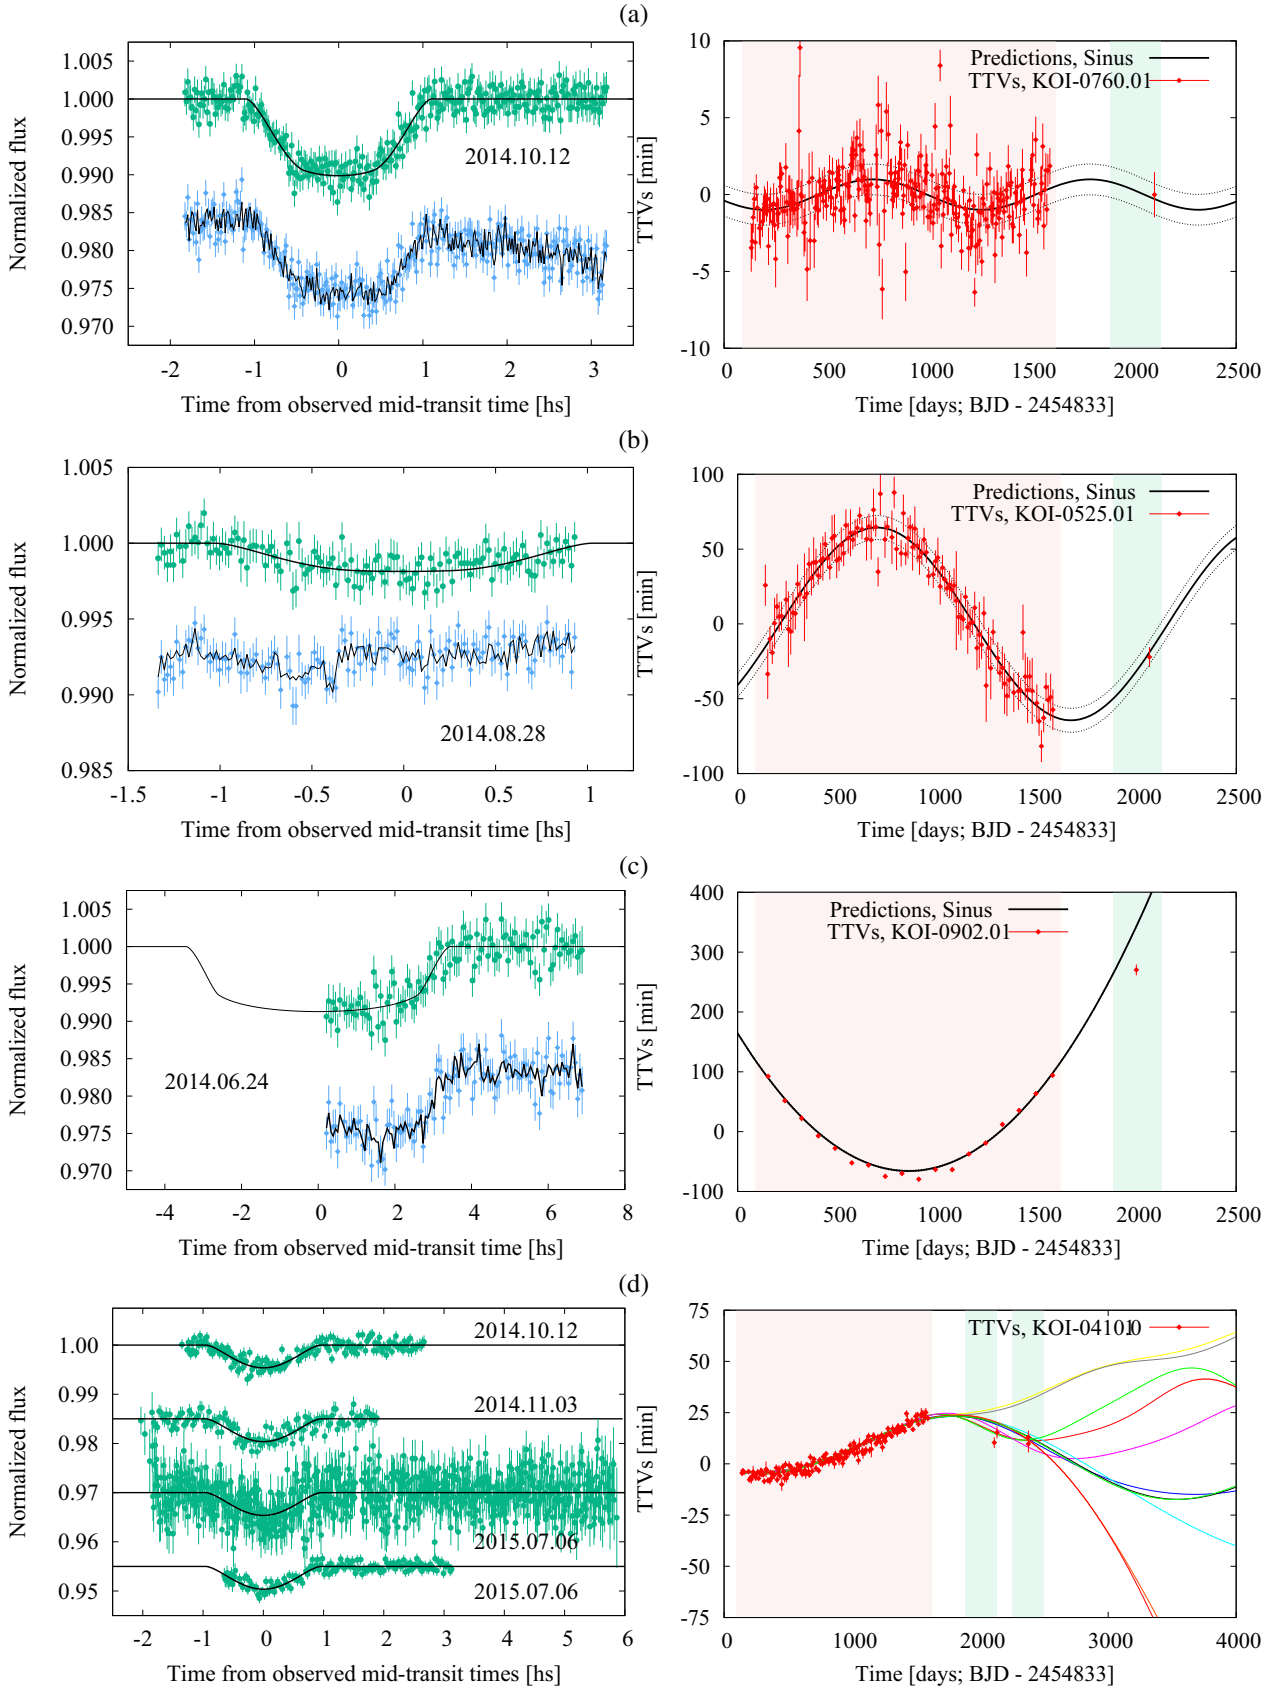 (a)
1.005
1.000
0.995
0.990
0.985
0.980
0.975
0.970
Normalized flux
2014.10.12
-2 -1 0 1 2 3
Time from observed mid-transit time [hs]
10
5
0
-5
-10
TTVs [min]
Predictions, Sinus
TTVs, KOI-0760.01
0 500 1000 1500 2000 2500
Time [days; BJD - 2454833]
(b)
1.005
1.000
0.995
0.990
0.985
Normalized flux
2014.08.28
-1.5 -1 -0.5 0 0.5 1
Time from observed mid-transit time [hs]
100
50
0
-50
-100
TTVs [min]
Predictions, Sinus
TTVs, KOI-0525.01
0 500 1000 1500 2000 2500
Time [days; BJD - 2454833]
(c)
1.005
1.000
0.995
0.990
0.985
0.980
0.975
0.970
Normalized flux
2014.06.24
-4 -2 0 2 4 6 8
Time from observed mid-transit time [hs]
400
300
200
100
0
-100
TTVs [min]
Predictions, Sinus
TTVs, KOI-0902.01
0 500 1000 1500 2000 2500
Time [days; BJD - 2454833]
(d)
1.00
0.99
0.98
0.97
0.96
0.95
Normalized flux
2014.10.12
2014.11.03
2015.07.06
2015.07.06
-2 -1 0 1 2 3 4 5 6
Time from observed mid-transit times [hs]
75
50
25
0
-25
-50
-75
TTVs [min]
TTVs,
0 1000 2000 3000 4000
Time [days; BJD - 2454833]